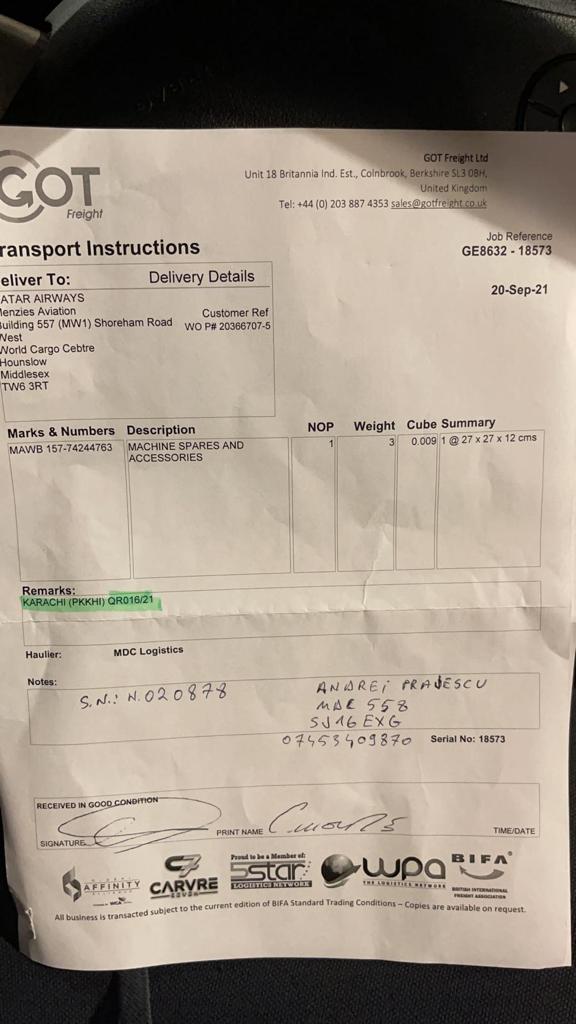 GOT
Freight
GOT Freight Ltd
Unit 18 Britannia Ind. Est., Colnbrook, Berkshire SL3 0BH,
United Kingdom
Tel: +44 (0) 203 887 4353 sales@gotfreight.co.uk
ransport Instructions
Job Reference
GE8632 - 18573
20-Sep-21
eliver To: Delivery Details
ATAR AIRWAYS
enzies Aviation
uilding 557 (MW1) Shoreham Road
West
World Cargo Cebtre
Hounslow
Middlesex
TW6 3RT
Customer Ref
WO P# 20366707-5
Marks & Numbers Description NOP Weight Cube Summary
MAWB 157-74244763 MACHINE SPARES AND 1 3 0.009 1 @ 27 x 27 x 12 cms
ACCESSORIES
Remarks:
KARACHI (PKKHI) QR016/21
Haulier: MDC Logistics
Notes:
S.N.: N.020878
ANDREI PRAJESCU
MDC 558
SJ16 EXG
07453409870
Serial No: 18573
RECEIVED IN GOOD CONDITION
SIGNATURE
PRINT NAME
TIME/DATE
AFFINITY
CARVRE
Proud to be a Member of:
5star
LOGISTICS NETWORK
wpa
THE LOGISTICS NETWORK
BIFA
BRITISH INTERNATIONAL
FREIGHT ASSOCIATION
All business is transacted subject to the current edition of BIFA Standard Trading Conditions – Copies are available on request.